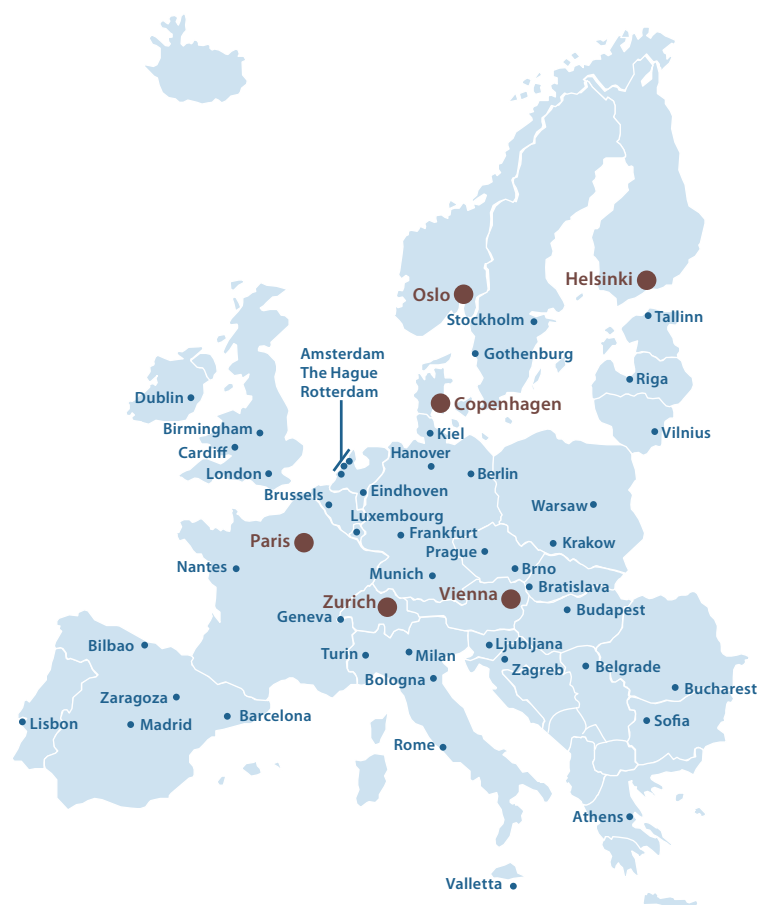 Helsinki
Oslo
Tallinn
Stockholm
Gothenburg
Amsterdam
The Hague
Rotterdam
Riga
Dublin
Copenhagen
Birmingham
Kiel
Vilnius
Cardiff
Hanover
London
Berlin
Brussels
Eindhoven
Warsaw
Luxembourg
Frankfurt
Paris
Krakow
Prague
Nantes
Munich
Brno
Bratislava
Vienna
Zurich
Budapest
Geneva
Bilbao
Ljubljana
Turin
Milan
Zagreb
Belgrade
Bologna
Bucharest
Zaragoza
Barcelona
Lisbon
Madrid
Sofia
Rome
Athens
Valletta